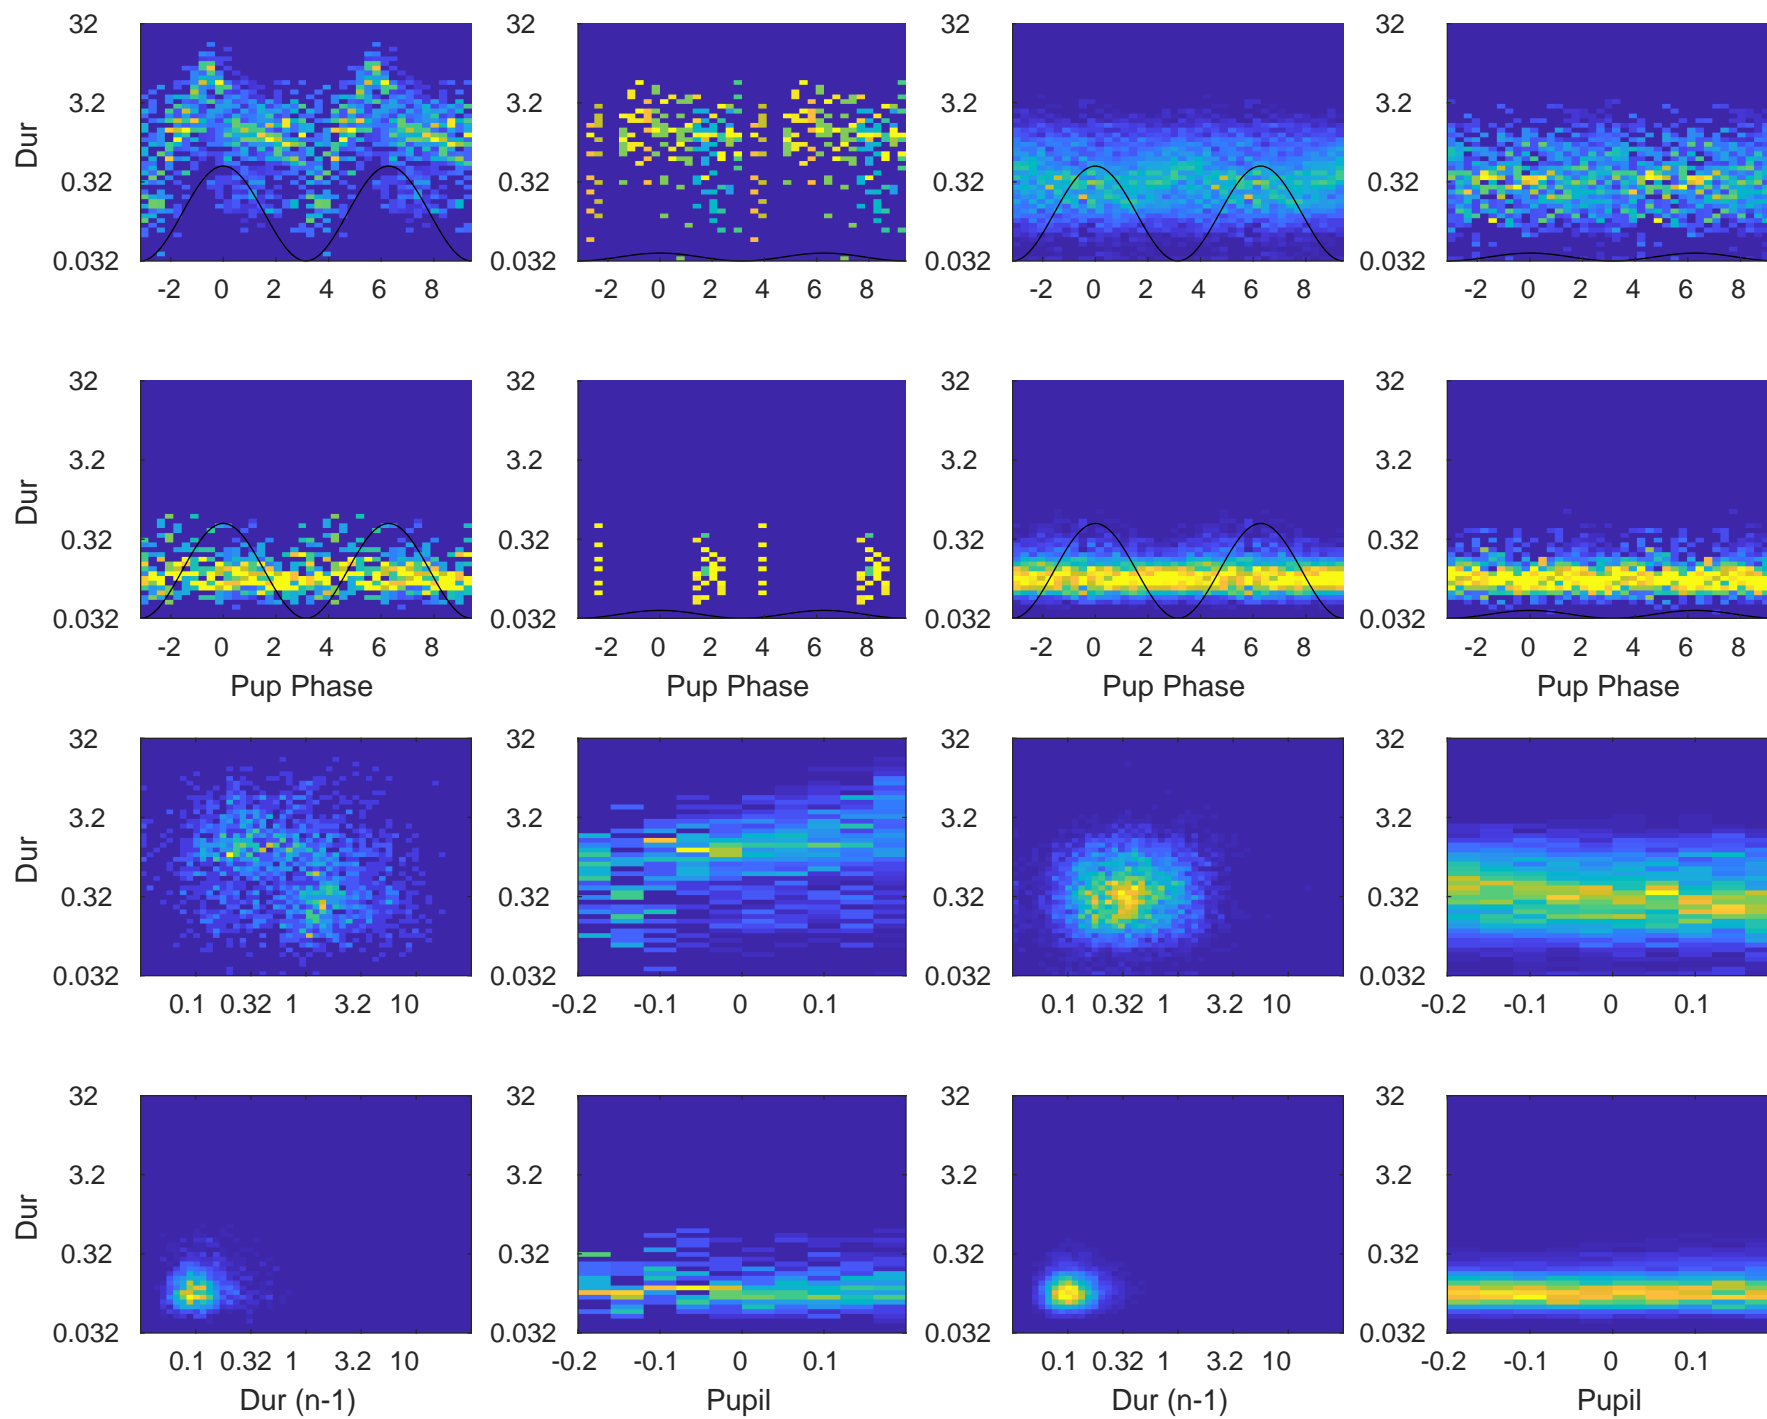 32 32 32 32
Dur 3.2 3.2 3.2 3.2
0.32 0.32 0.32 0.32
0.032 0.032 0.032 0.032
-2 0 2 4 6 8 -2 0 2 4 6 8 -2 0 2 4 6 8 -2 0 2 4 6 8
32 32 32 32
3.2 3.2 3.2 3.2
Dur 0.32 0.32 0.32 0.32
0.032 0.032 0.032 0.032
-2 0 2 4 6 8 -2 0 2 4 6 8 -2 0 2 4 6 8 -2 0 2 4 6 8
Pup Phase Pup Phase Pup Phase Pup Phase
32 32 32 32
3.2 3.2 3.2 3.2
Dur 0.32 0.32 0.32 0.32
0.032 0.032 0.032 0.032
0.1 0.32 1 3.2 10 -0.2 -0.1 0 0.1 0.1 0.32 1 3.2 10 -0.2 -0.1 0 0.1
32 32 32 32
3.2 3.2 3.2 3.2
Dur 0.32 0.32 0.32 0.32
0.032 0.032 0.032 0.032
0.1 0.32 1 3.2 10 -0.2 -0.1 0 0.1 0.1 0.32 1 3.2 10 -0.2 -0.1 0 0.1
Dur (n-1) Pupil Dur (n-1) Pupil